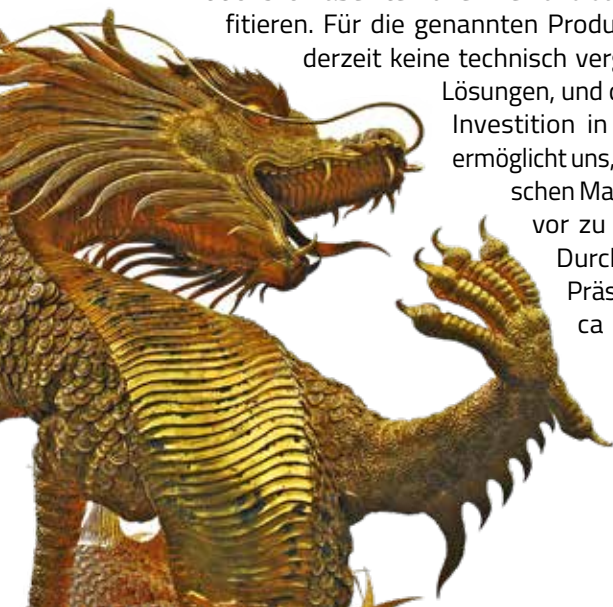 fitieren. Für die genannten Produ
derzeit keine technisch verg
Lösungen, und d
Investition in
ermöglicht uns,
schen Ma
vor zu
Durch
Präs
ca